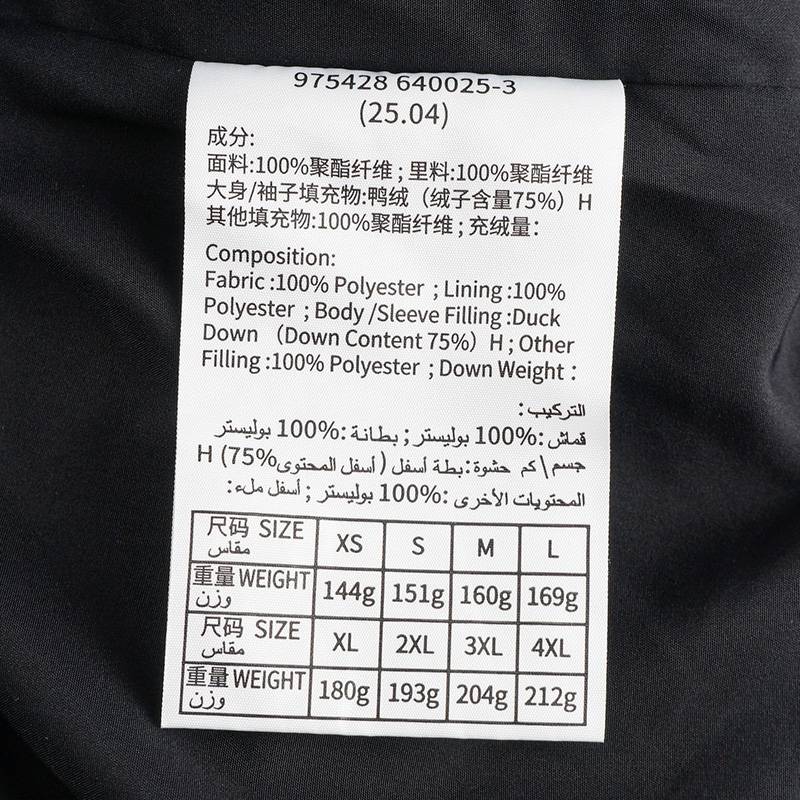 975428 640025-3
(25.04)
成分:
面料:100%聚酯纤维;里料:100%聚酯纤维
大身/袖子填充物:鸭绒（绒子含量75%）H
其他填充物:100%聚酯纤维;充绒量:
Composition:
Fabric :100% Polyester ; Lining :100%
Polyester ; Body /Sleeve Filling :Duck
Down （Down Content 75%）H ; Other
Filling :100% Polyester ; Down Weight :
التركيب:
قماش:100% بوليستر; بطانة:100% بوليستر
جسم\كم حشوة:بطة أسفل (أسفل المحتوى75%) H
المحتويات الأخرى:100% بوليستر ; أسفل ملء:
尺码 SIZE XS S M L
مقاس
重量 WEIGHT 144g 151g 160g 169g
وزن
尺码 SIZE XL 2XL 3XL 4XL
مقاس
重量 WEIGHT 180g 193g 204g 212g
وزن